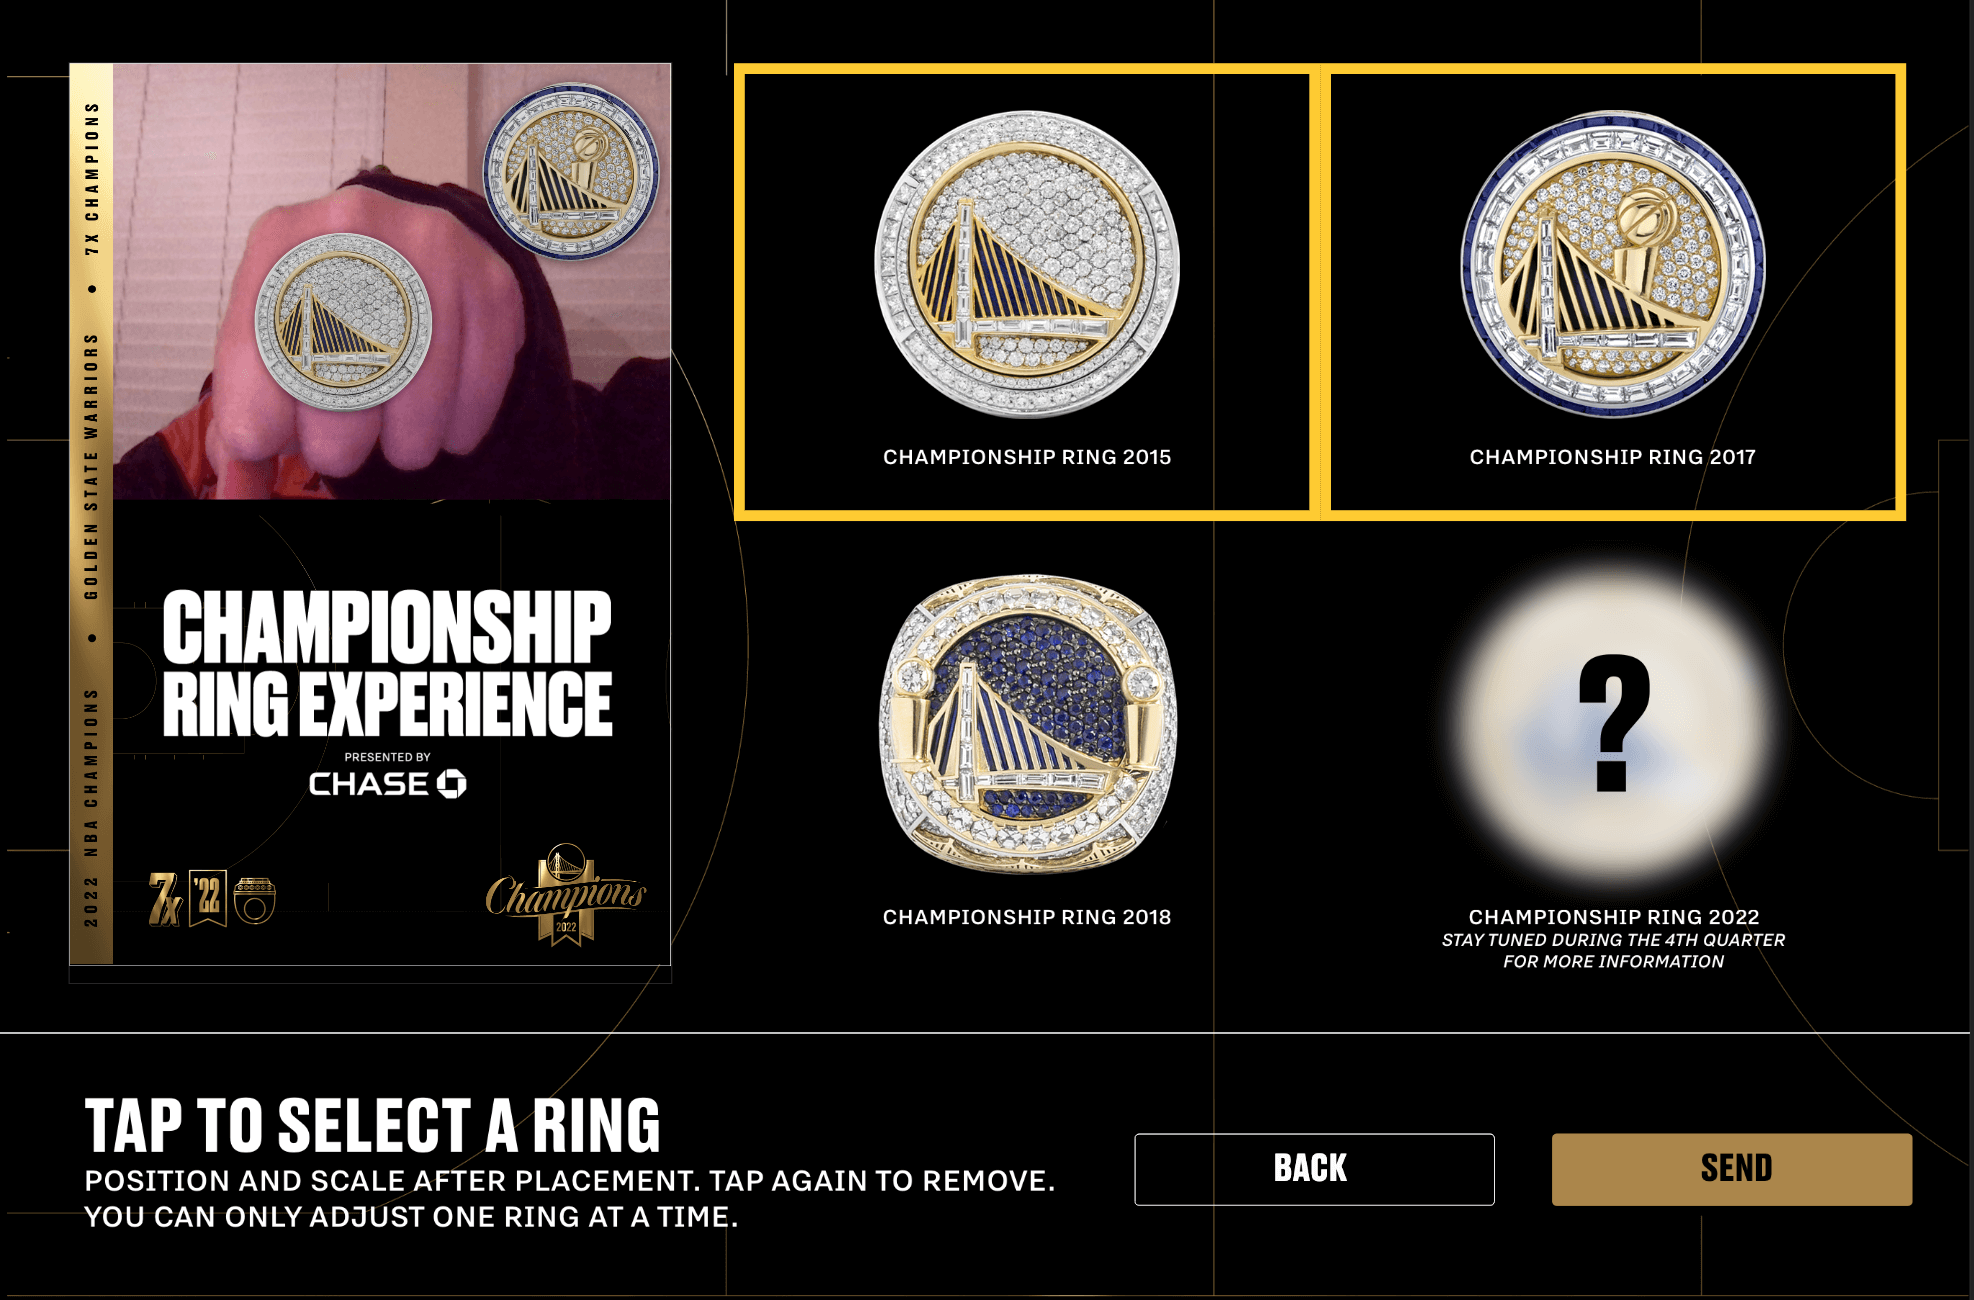 2022 NBA CHAMPIONS • GOLDEN STATE WARRIORS • 7X CHAMPIONS
CHAMPIONSHIP
RING EXPERIENCE
PRESENTED BY
CHASE
7x
'22
Champions
2022
CHAMPIONSHIP RING 2015
CHAMPIONSHIP RING 2017
CHAMPIONSHIP RING 2018
?
CHAMPIONSHIP RING 2022
STAY TUNED DURING THE 4TH QUARTER
FOR MORE INFORMATION
TAP TO SELECT A RING
POSITION AND SCALE AFTER PLACEMENT. TAP AGAIN TO REMOVE.
YOU CAN ONLY ADJUST ONE RING AT A TIME.
BACK
SEND